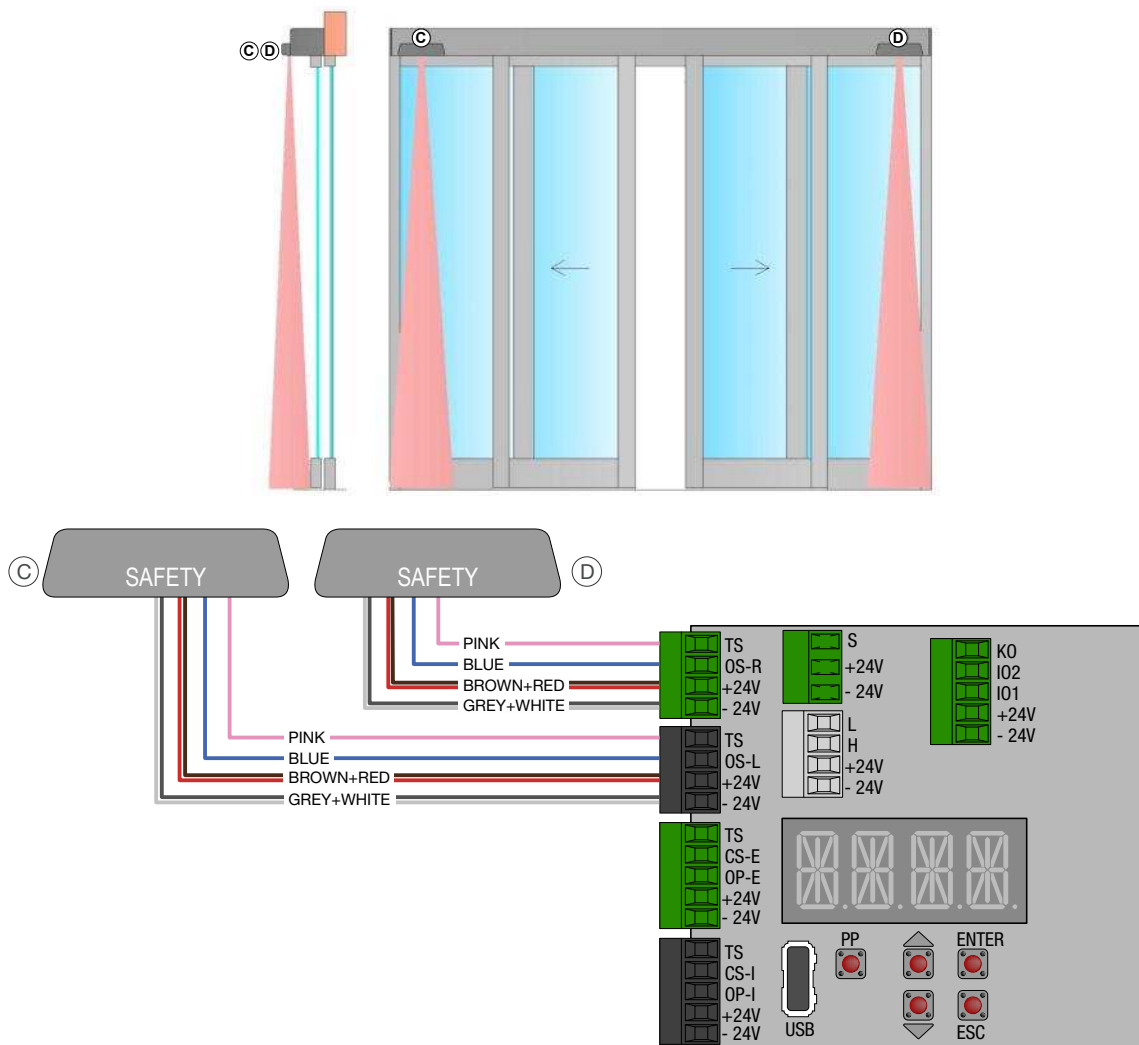 C D
C
D
C
SAFETY
SAFETY
D
PINK
BLUE
BROWN+RED
GREY+WHITE
PINK
BLUE
BROWN+RED
GREY+WHITE
TS
OS-R
+24V
- 24V
TS
OS-L
+24V
- 24V
TS
CS-E
OP-E
+24V
- 24V
TS
CS-I
OP-I
+24V
- 24V
S
+24V
- 24V
L
H
+24V
- 24V
KO
IO2
IO1
+24V
- 24V
PP
ENTER
USB
ESC